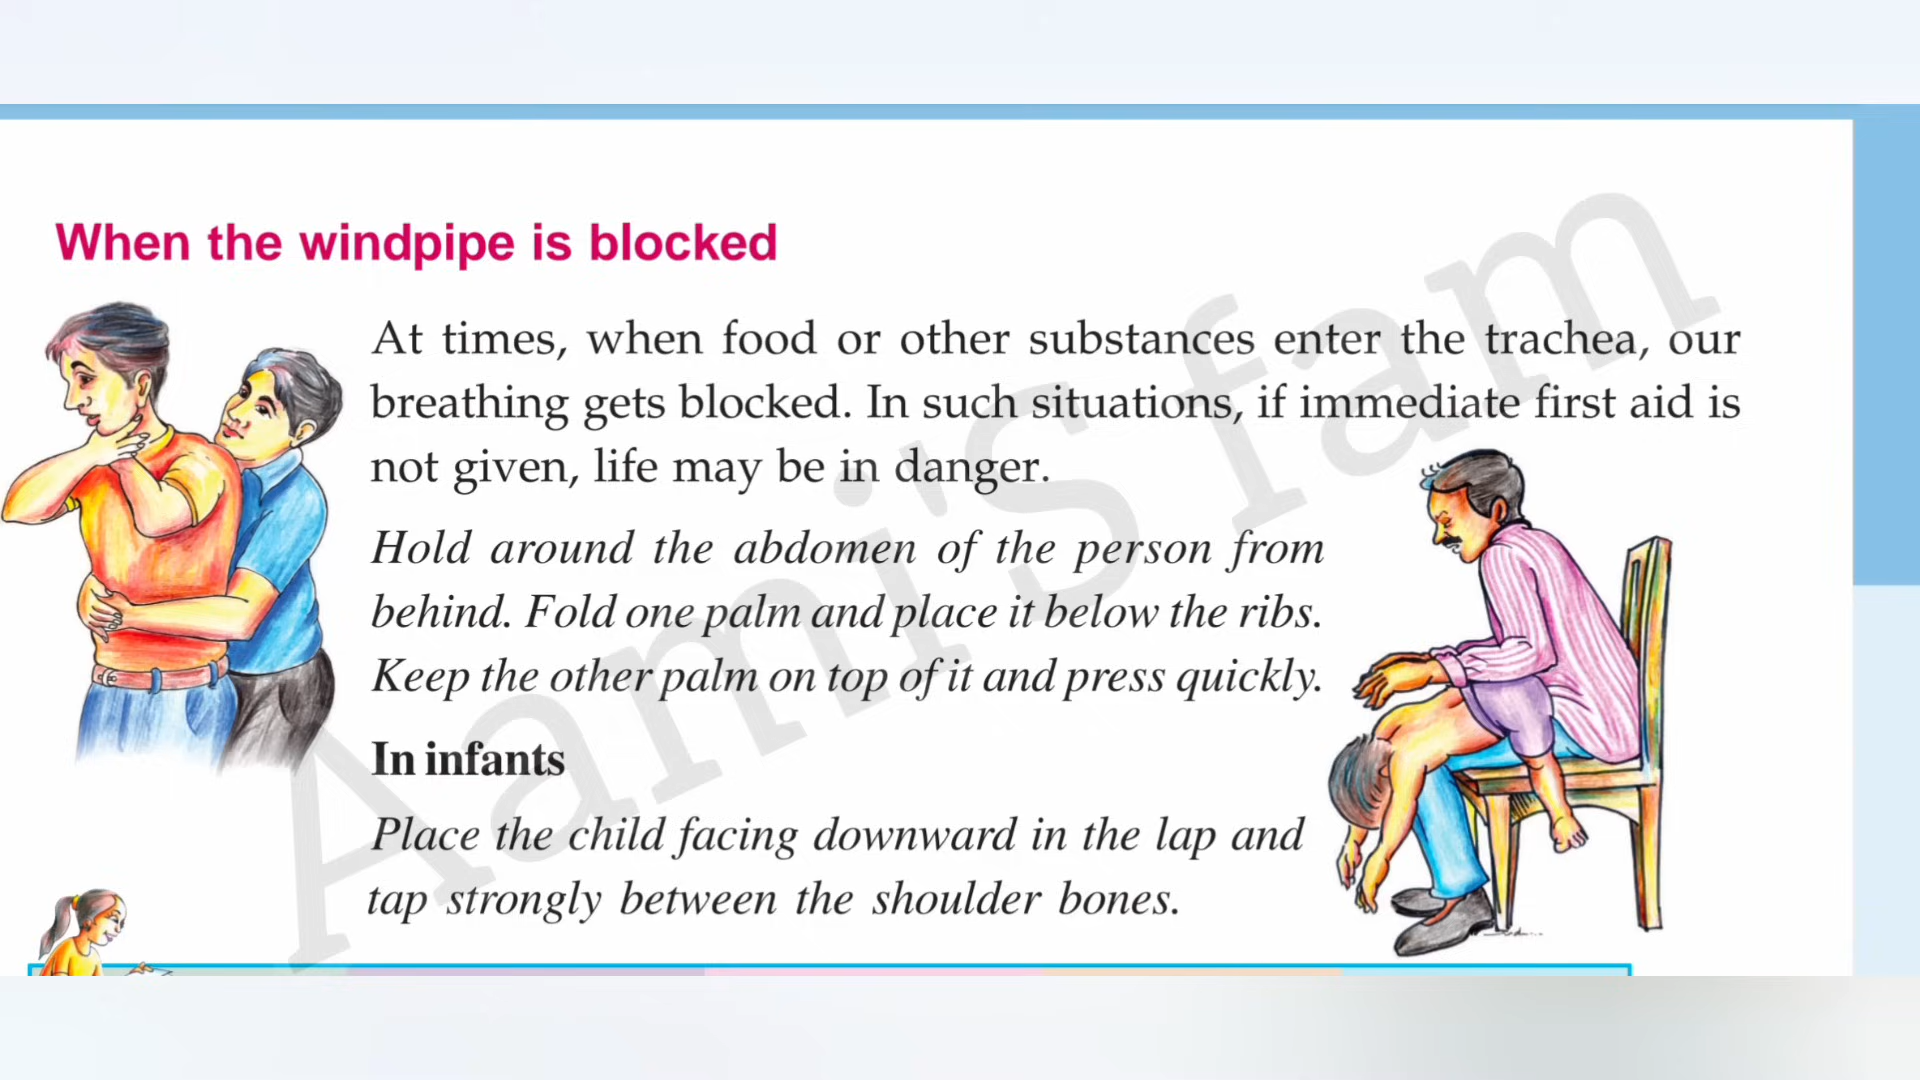 When the windpipe is blocked
At times, when food or other substances enter the trachea, our
breathing gets blocked. In such situations, if immediate first aid is
not given, life may be in danger.
Hold around the abdomen of the person from
behind. Fold one palm and place it below the ribs.
Keep the other palm on top of it and press quickly.
In infants
Place the child facing downward in the lap and
tap strongly between the shoulder bones.
Aami'S fam